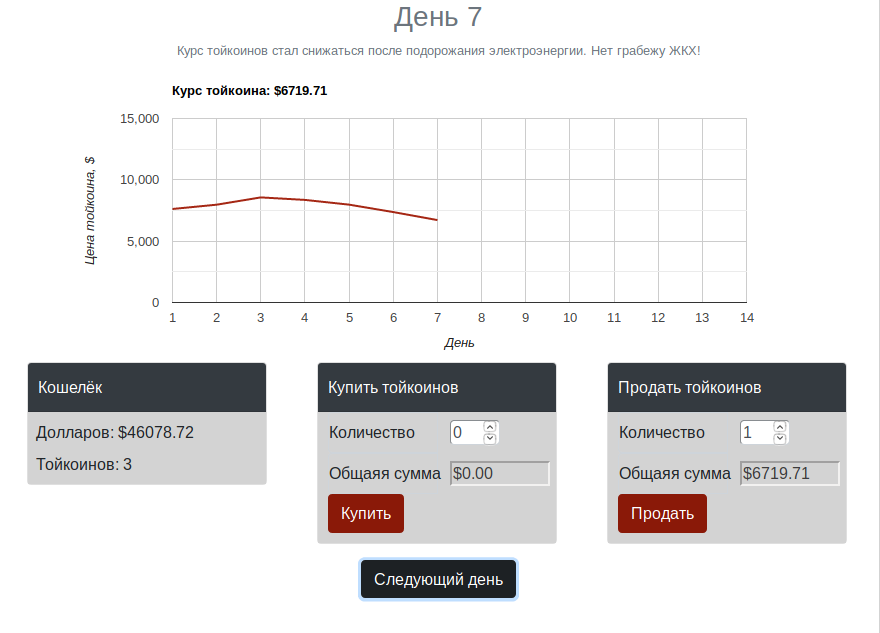 День 7
Курс тойкоинов стал снижаться после подорожания электроэнергии. Нет грабежу ЖКХ!
Курс тойкоина: $6719.71
15,000
10,000
5,000
0
Цена тойкоина, $
1 2 3 4 5 6 7 8 9 10 11 12 13 14
День
Кошелёк
Долларов: $46078.72
Тойкоинов: 3
Купить тойкоинов
Количество 0
Общаяя сумма $0.00
Купить
Продать тойкоинов
Количество 1
Общаяя сумма $6719.71
Продать
Следующий день